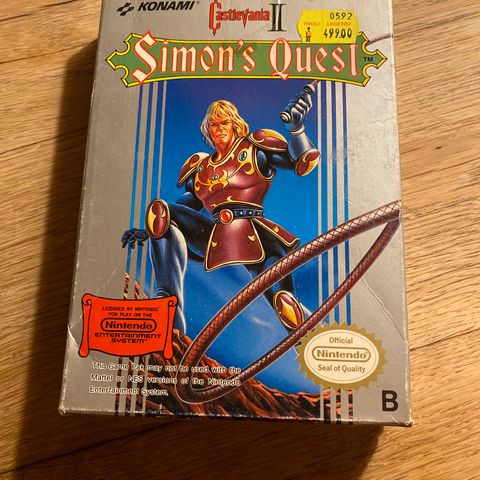 KONAMI
Castlevania II
0592
TIVOLI LEGETØJ
499.00
Simon's Quest™
LICENSED BY NINTENDO
FOR PLAY ON THE
Nintendo
ENTERTAINMENT
SYSTEM
Official
Nintendo
Seal of Quality
This Game Pak may not be used with the
Mattel or NES versions of the Nintendo
Entertainment System.
B